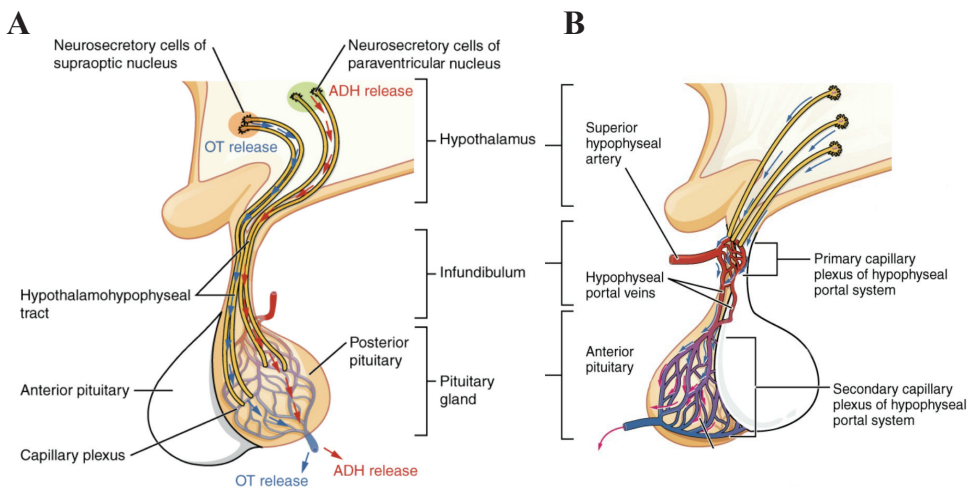 A
Neurosecretory cells of
supraoptic nucleus
Neurosecretory cells of
paraventricular nucleus
ADH release
OT release
Hypothalamus
Infundibulum
Hypothalamohypophyseal
tract
Posterior
pituitary
Anterior pituitary
Pituitary
gland
Capillary plexus
OT release
ADH release
B
Superior
hypophyseal
artery
Primary capillary
plexus of hypophyseal
portal system
Hypophyseal
portal veins
Anterior
pituitary
Secondary capillary
plexus of hypophyseal
portal system